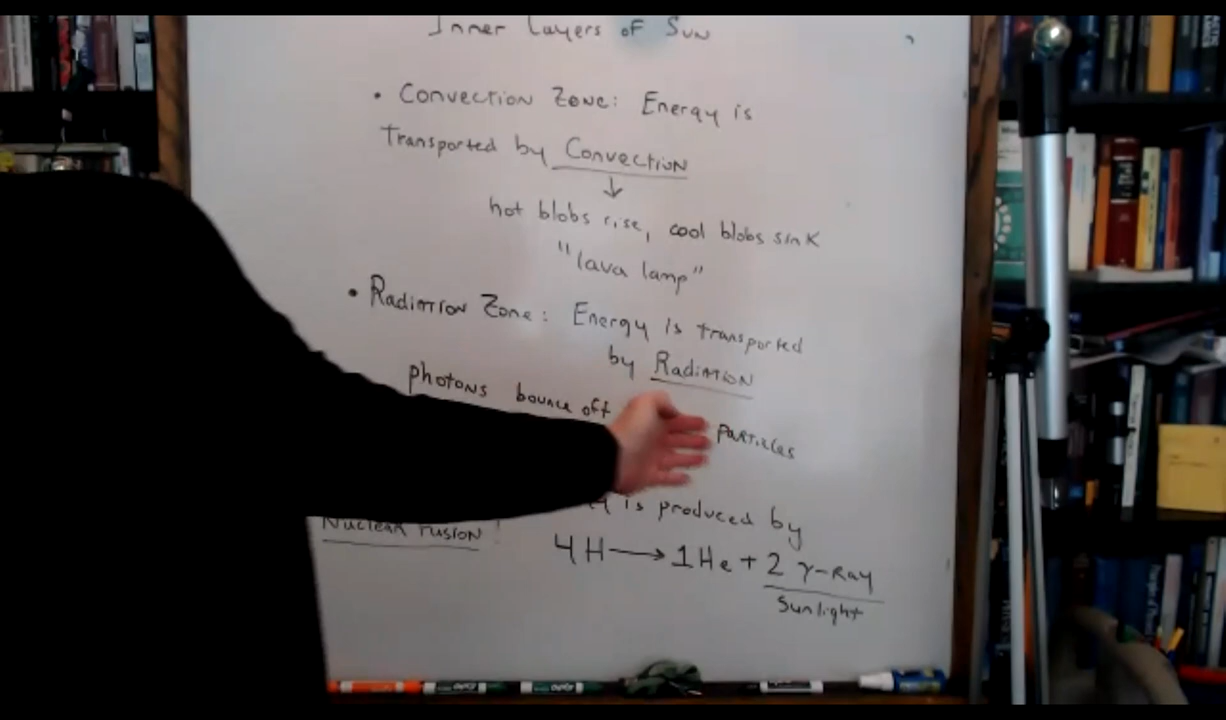 Inner Layers of Sun
• Convection Zone: Energy is
Transported by Convection
↓
hot blobs rise, cool blobs sink
"lava lamp"
• Radiation Zone: Energy is transported
by Radiation
photons bounce off particles
is produced by
Nuclear Fusion:
4H → 1He + 2 γ-Ray
Sunlight